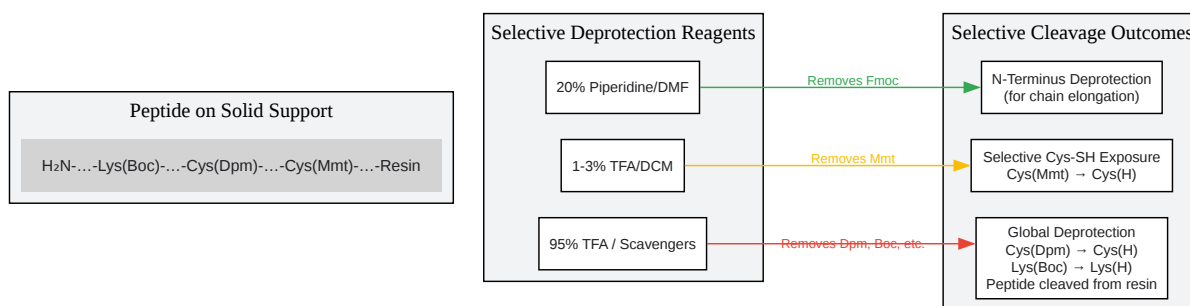 Peptide on Solid Support
H₂N-...-Lys(Boc)-...-Cys(Dpm)-...-Cys(Mmt)-...-Resin
Selective Deprotection Reagents
20% Piperidine/DMF
1-3% TFA/DCM
95% TFA / Scavengers
Removes Fmoc
Removes Mmt
Removes Dpm, Boc, etc.
Selective Cleavage Outcomes
N-Terminus Deprotection
(for chain elongation)
Selective Cys-SH Exposure
Cys(Mmt) → Cys(H)
Global Deprotection
Cys(Dpm) → Cys(H)
Lys(Boc) → Lys(H)
Peptide cleaved from resin